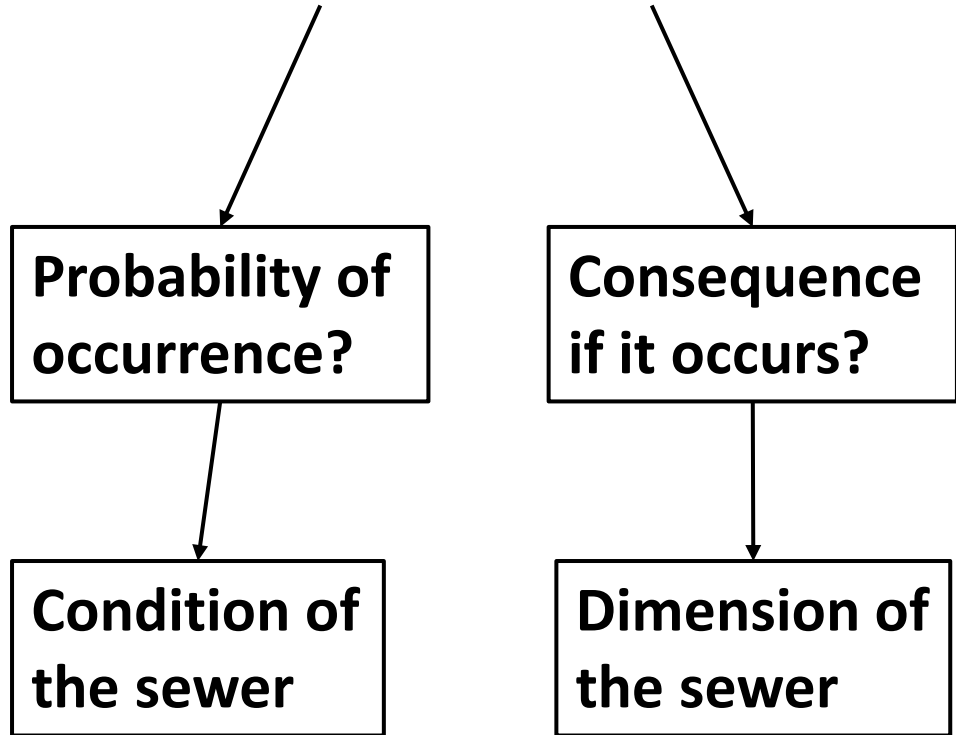 Probability of
occurrence?
Consequence
if it occurs?
Condition of
the sewer
Dimension of
the sewer